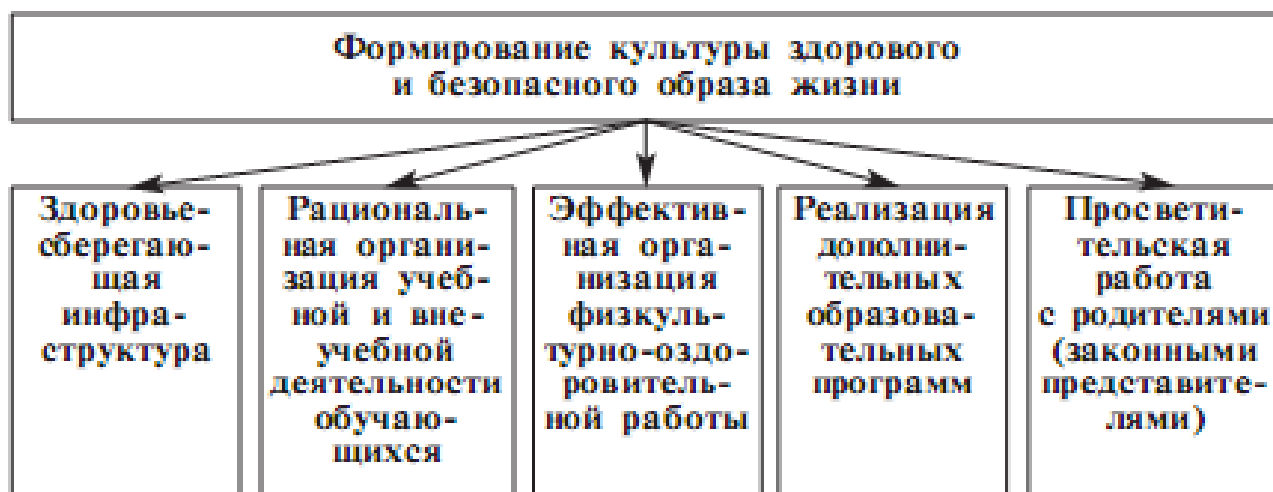 Формирование культуры здорового
и безопасного образа жизни
Здоровье-
сберегаю-
щая
инфра-
структура
Рациональ-
ная органи-
зация учеб-
ной и вне-
учебной
деятельности
обучаю-
щихся
Эффектив-
ная орга-
низация
физкуль-
турно-оздо-
ровитель-
ной работы
Реализация
дополни-
тельных
образова-
тельных
программ
Просвети-
тельская
работа
с родителями
(законными
представите-
лями)